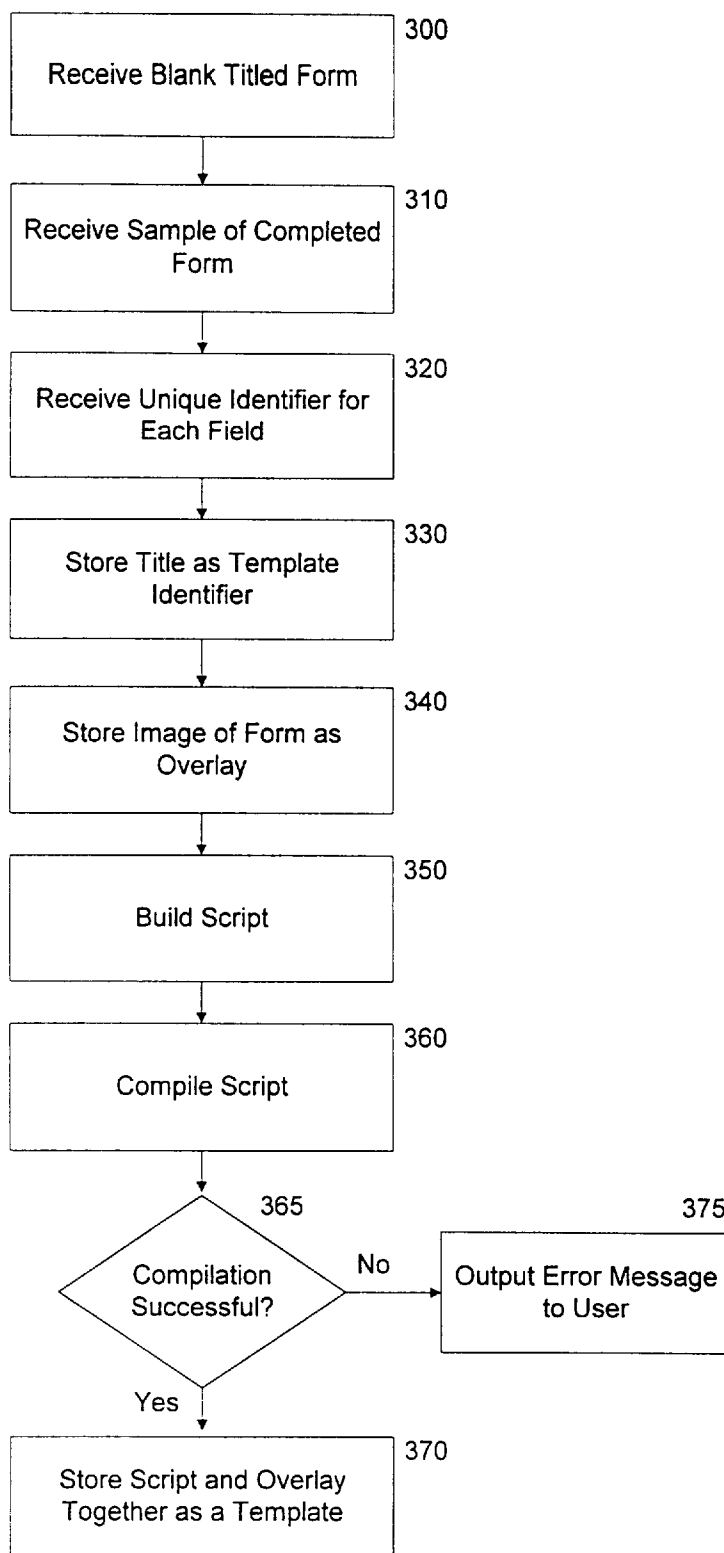 300
Receive Blank Titled Form
310
Receive Sample of Completed
Form
320
Receive Unique Identifier for
Each Field
330
Store Title as Template
Identifier
340
Store Image of Form as
Overlay
350
Build Script
360
Compile Script
365
Compilation
Successful?
No
375
Output Error Message
to User
Yes
370
Store Script and Overlay
Together as a Template